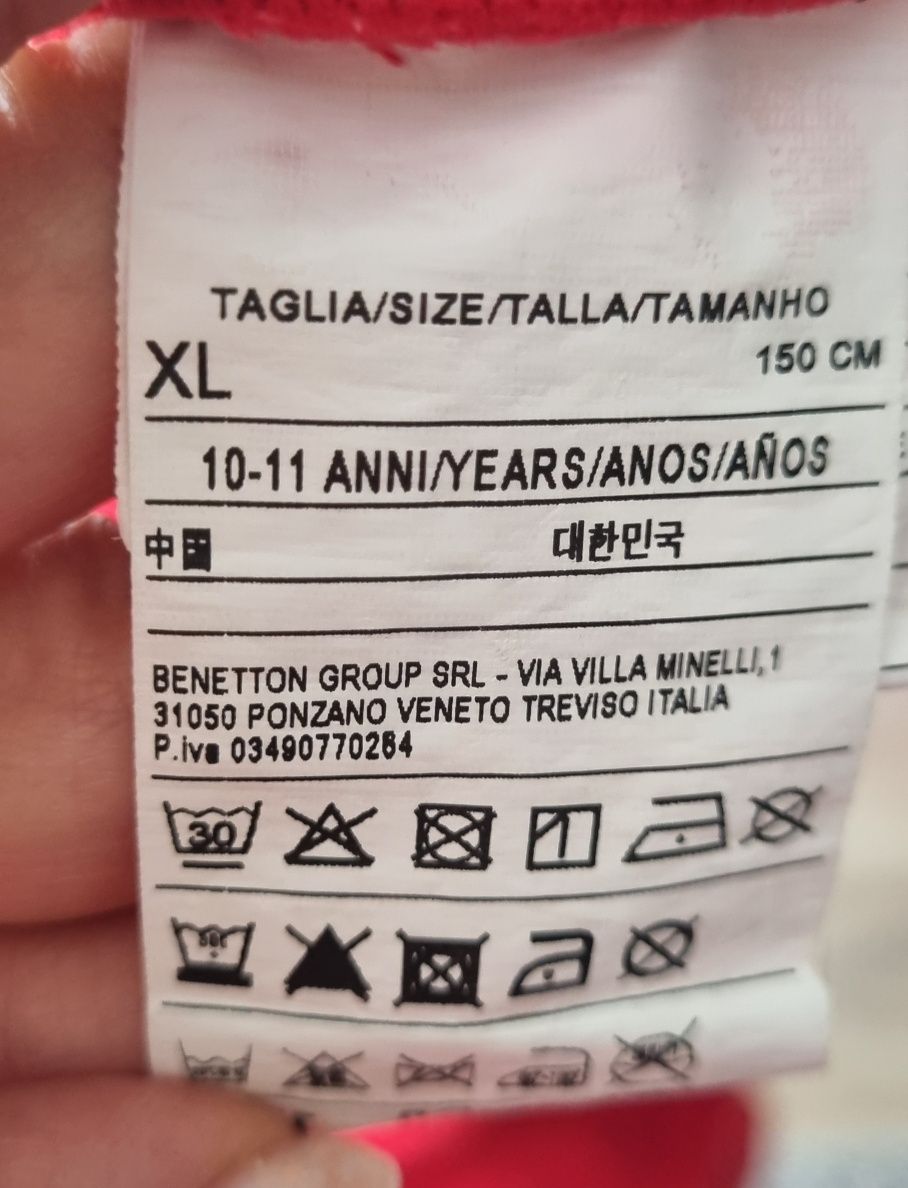 TAGLIA/SIZE/TALLA/TAMANHO
XL 150 CM
10-11 ANNI/YEARS/ANOS/AÑOS
中国 대한민국
BENETTON GROUP SRL - VIA VILLA MINELLI, 1
31050 PONZANO VENETO TREVISO ITALIA
P.iva 03490770264
30